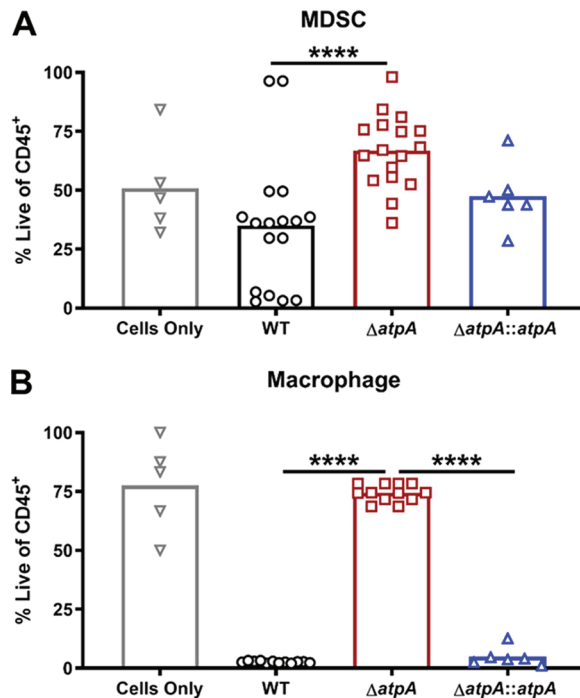 A
MDSC
****
100
75
50
25
0
% Live of CD45+
Cells Only WT ΔatpA ΔatpA::atpA
B
Macrophage
**** ****
100
75
50
25
0
% Live of CD45+
Cells Only WT ΔatpA ΔatpA::atpA